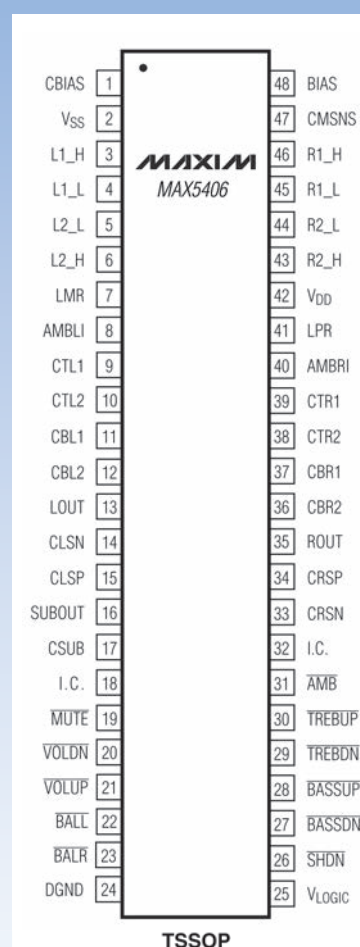 CBIAS 1 48 BIAS
VSS 2 47 CMSNS
L1_H 3 MAXIM 46 R1_H
L1_L 4 MAX5406 45 R1_L
L2_L 5 44 R2_L
L2_H 6 43 R2_H
LMR 7 42 VDD
AMBLI 8 41 LPR
CTL1 9 40 AMBRI
CTL2 10 39 CTR1
CBL1 11 38 CTR2
CBL2 12 37 CBR1
LOUT 13 36 CBR2
CLSN 14 35 ROUT
CLSP 15 34 CRSP
SUBOUT 16 33 CRSN
CSUB 17 32 I.C.
I.C. 18 31 AMB
MUTE 19 30 TREBUP
VOLDN 20 29 TREBDN
VOLUP 21 28 BASSUP
BALL 22 27 BASSDN
BALR 23 26 SHDN
DGND 24 25 VLOGIC
TSSOP